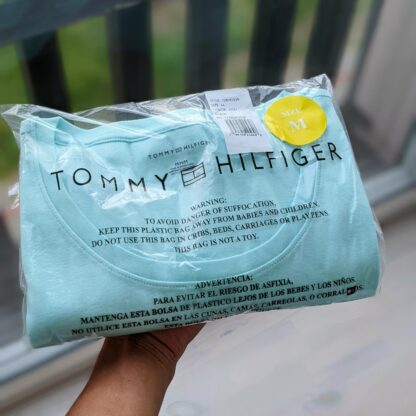 SIZE:
M
TOMMY HILFIGER
TOMMY HILFIGER
WARNING:
TO AVOID DANGER OF SUFFOCATION,
KEEP THIS PLASTIC BAG AWAY FROM BABIES AND CHILDREN.
DO NOT USE THIS BAG IN CRIBS, BEDS, CARRIAGES OR PLAY PENS.
THIS BAG IS NOT A TOY.
ADVERTENCIA:
PARA EVITAR EL RIESGO DE ASFIXIA,
MANTENGA ESTA BOLSA DE PLASTICO LEJOS DE LOS BEBES Y LOS NIÑOS.
NO UTILICE ESTA BOLSA EN LAS CUNAS, CAMAS, CARREOLAS, O CORRALES.